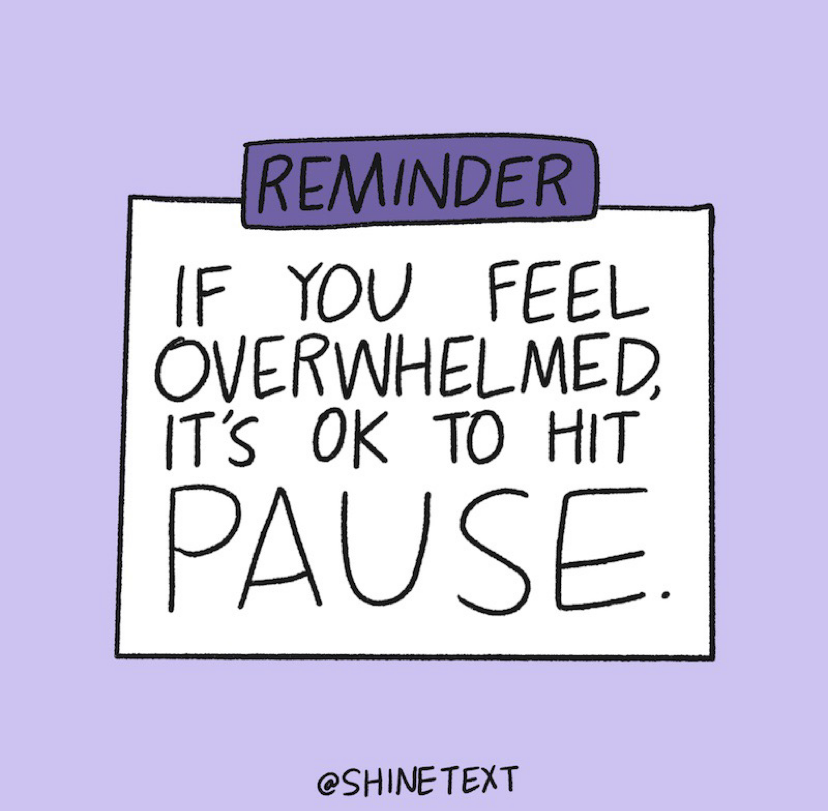 REMINDER
IF YOU FEEL
OVERWHELMED,
IT'S OK TO HIT
PAUSE.
@SHINETEXT